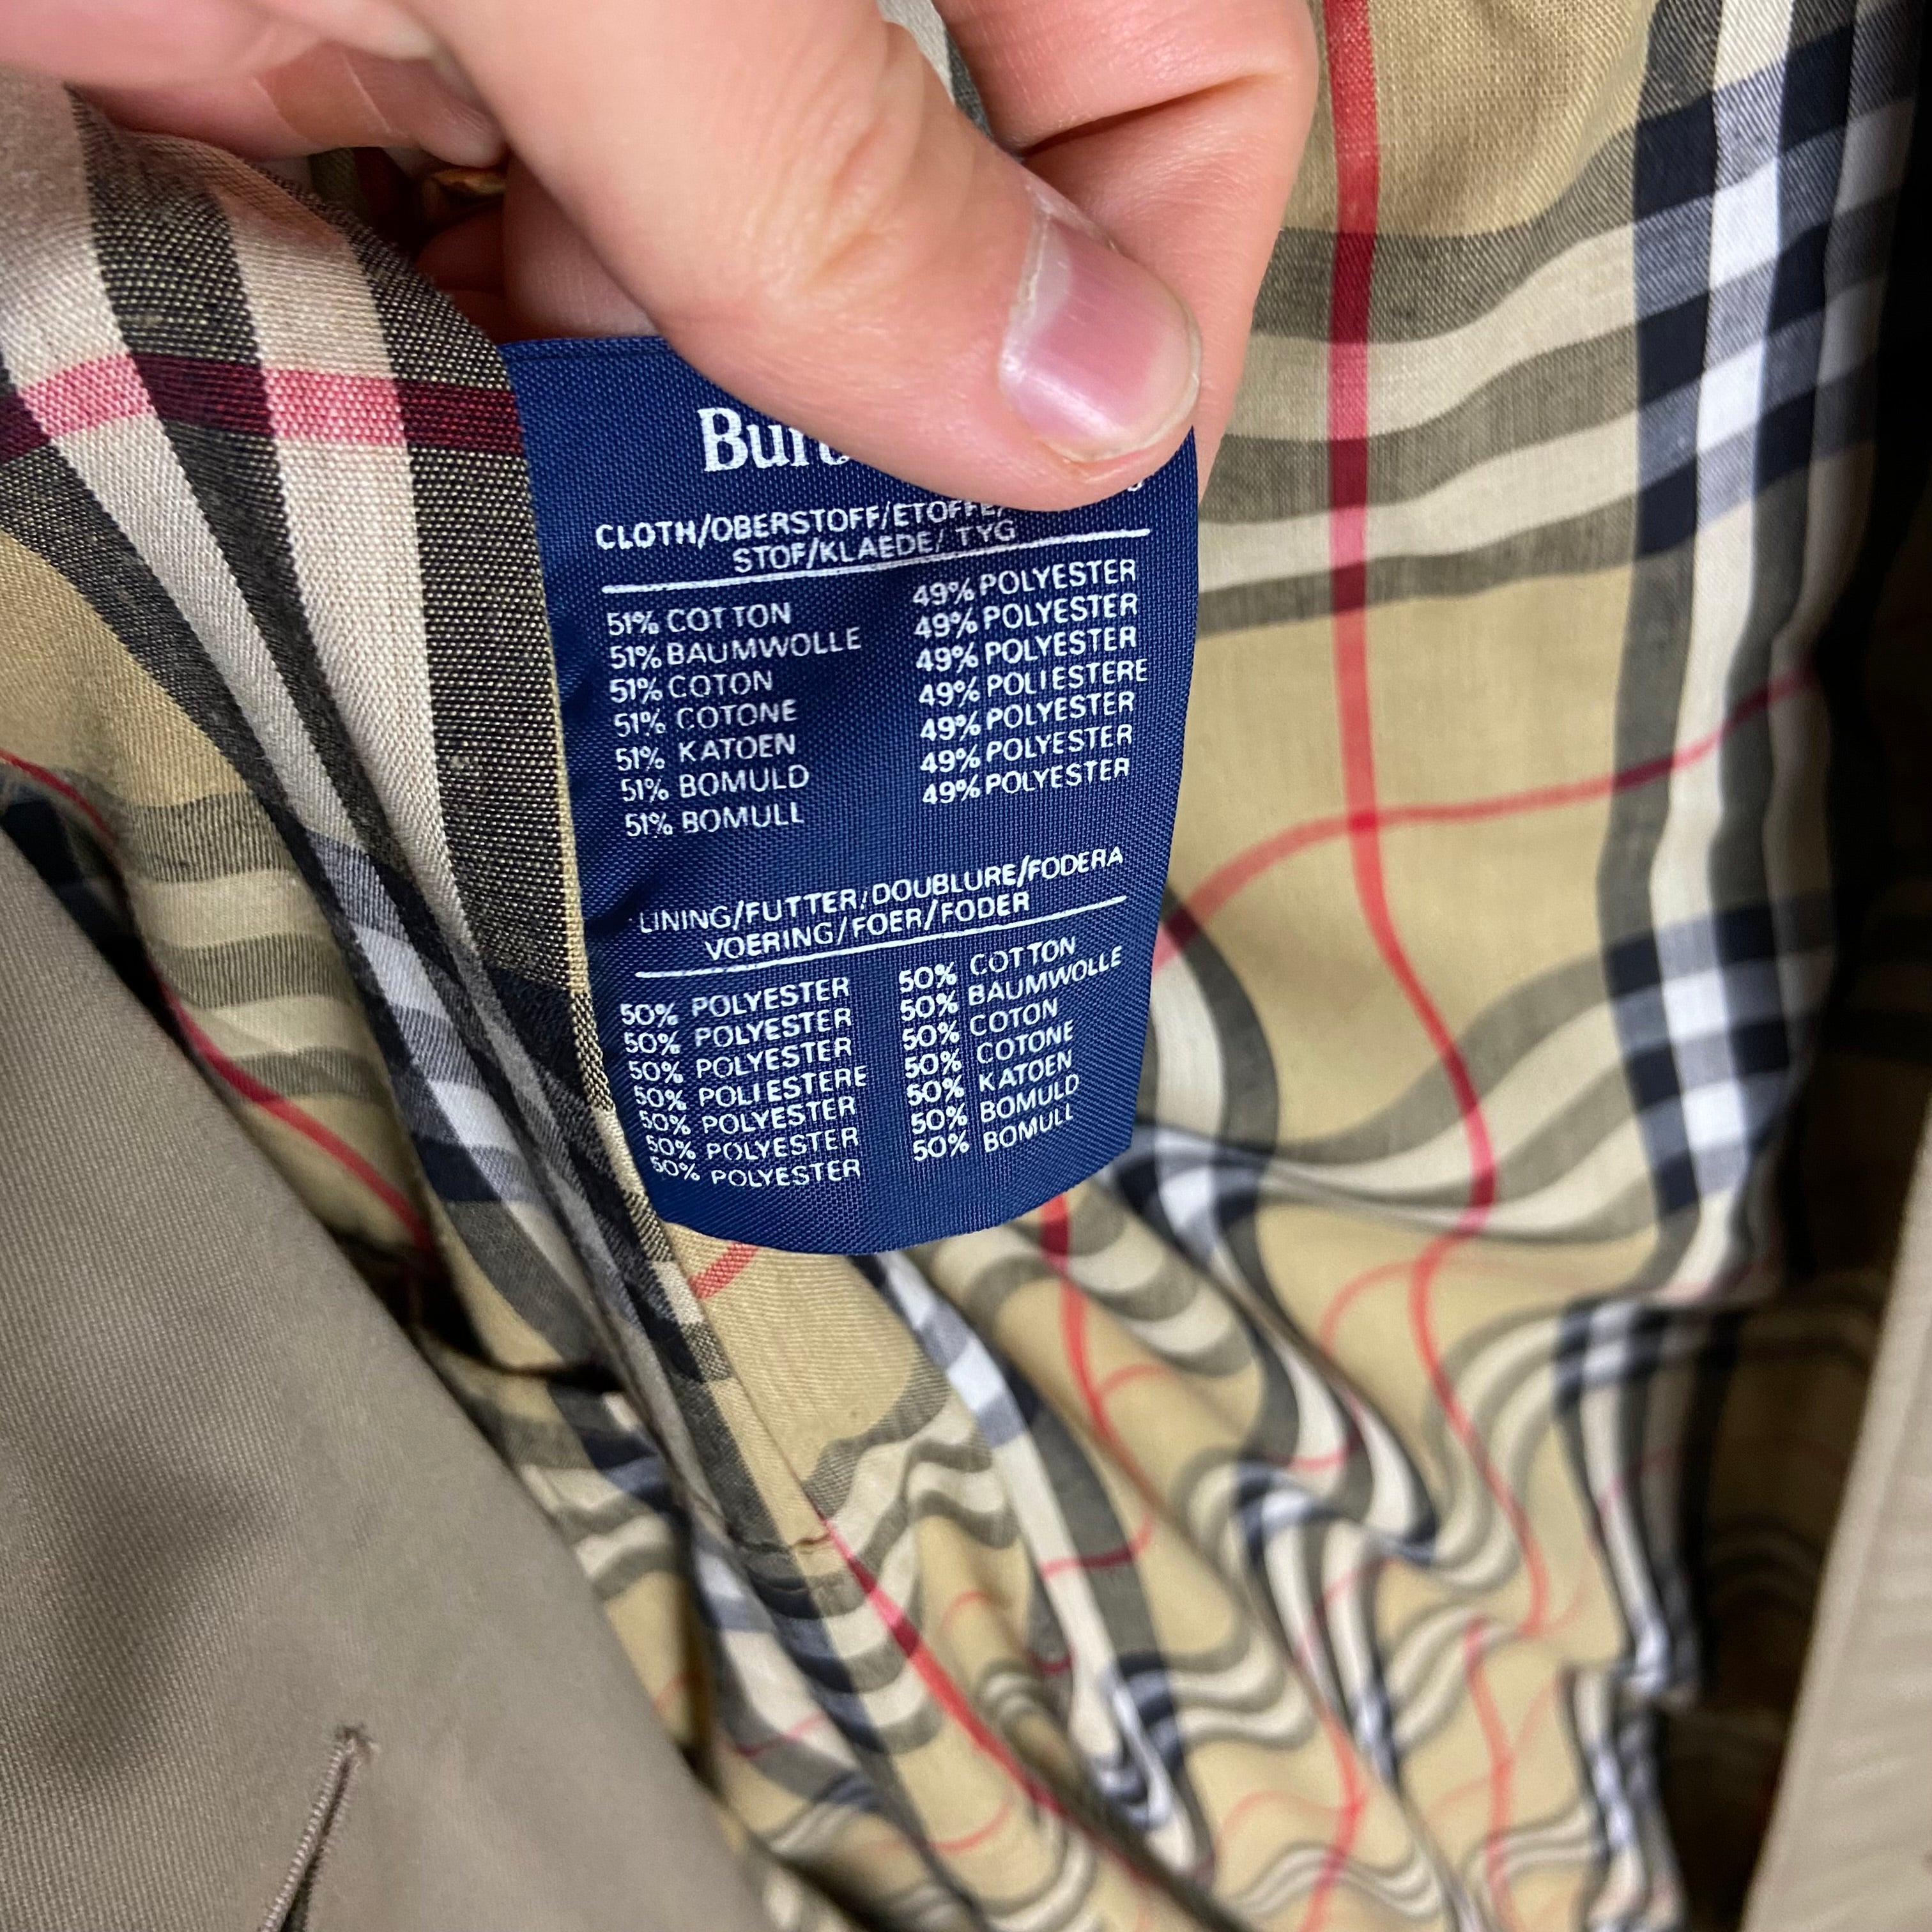 CLOTH/OBERSTOFF/ETOFFE/
STOF/KLAEDE/ TYG
51% COTTON 49% POLYESTER
51% BAUMWOLLE 49% POLYESTER
51% COTON 49% POLYESTER
51% COTONE 49% POLIESTERE
51% KATOEN 49% POLYESTER
51% BOMULD 49% POLYESTER
51% BOMULL 49% POLYESTER
LINING/FUTTER/DOUBLURE/FODERA
VOERING/FOER/FODER
50% POLYESTER 50% COTTON
50% POLYESTER 50% BAUMWOLLE
50% POLYESTER 50% COTON
50% POLIESTERE 50% COTONE
50% POLYESTER 50% KATOEN
50% POLYESTER 50% BOMULD
50% POLYESTER 50% BOMULL